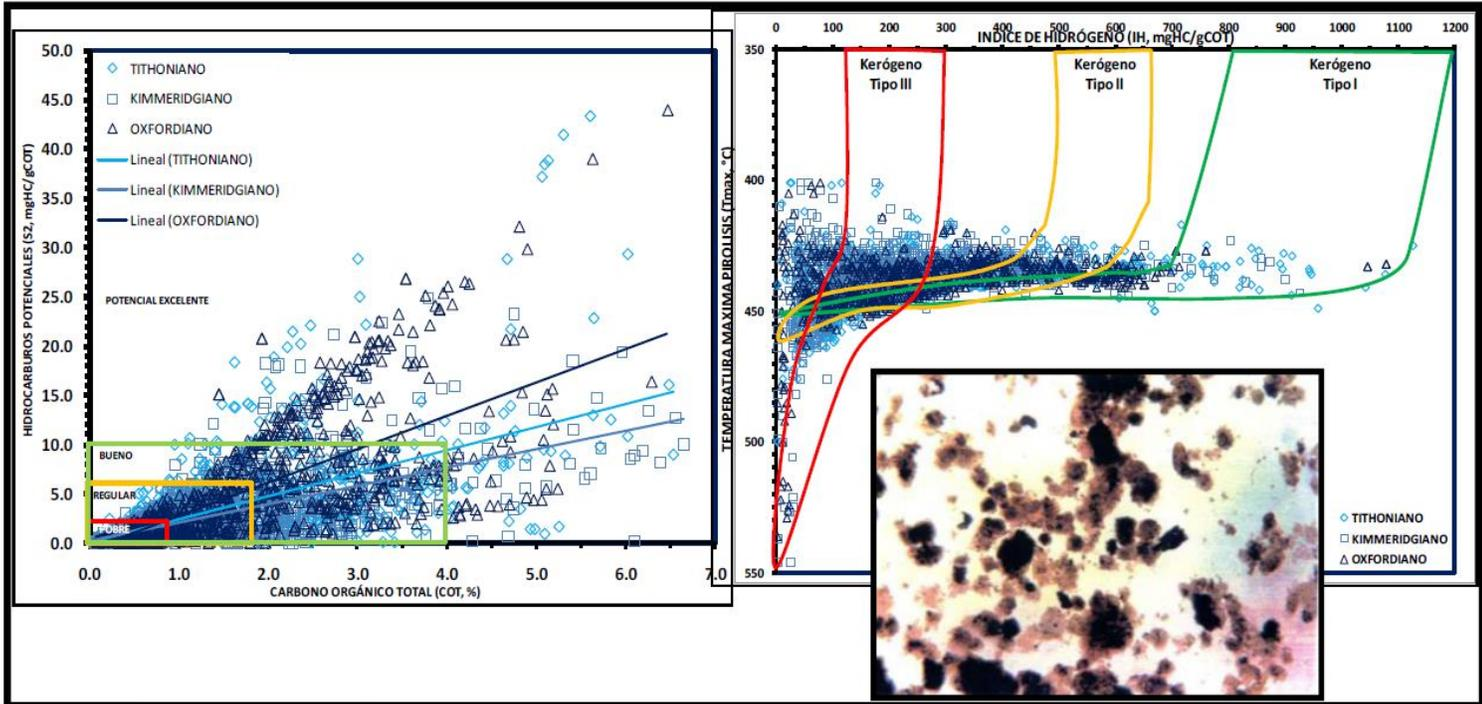 50.0
45.0
40.0
35.0
30.0
25.0
20.0
15.0
10.0
5.0
0.0
HIDROCARBUROS POTENCIALES (S2, mgHC/gCOT)
TITHONIANO
KIMMERIDGIANO
OXFORDIANO
Lineal (TITHONIANO)
Lineal (KIMMERIDGIANO)
Lineal (OXFORDIANO)
POTENCIAL EXCELENTE
BUENO
REGULAR
POBRE
0.0 1.0 2.0 3.0 4.0 5.0 6.0 7.0
CARBONO ORGÁNICO TOTAL (COT, %)
0 100 200 300 400 500 600 700 800 900 1000 1100 1200
INDICE DE HIDRÓGENO (IH, mgHC/gCOT)
350
400
450
500
550
TEMPERATURA MAXIMA PIROLISIS (Tmax, °C)
Kerógeno
Tipo III
Kerógeno
Tipo II
Kerógeno
Tipo I
TITHONIANO
KIMMERIDGIANO
OXFORDIANO